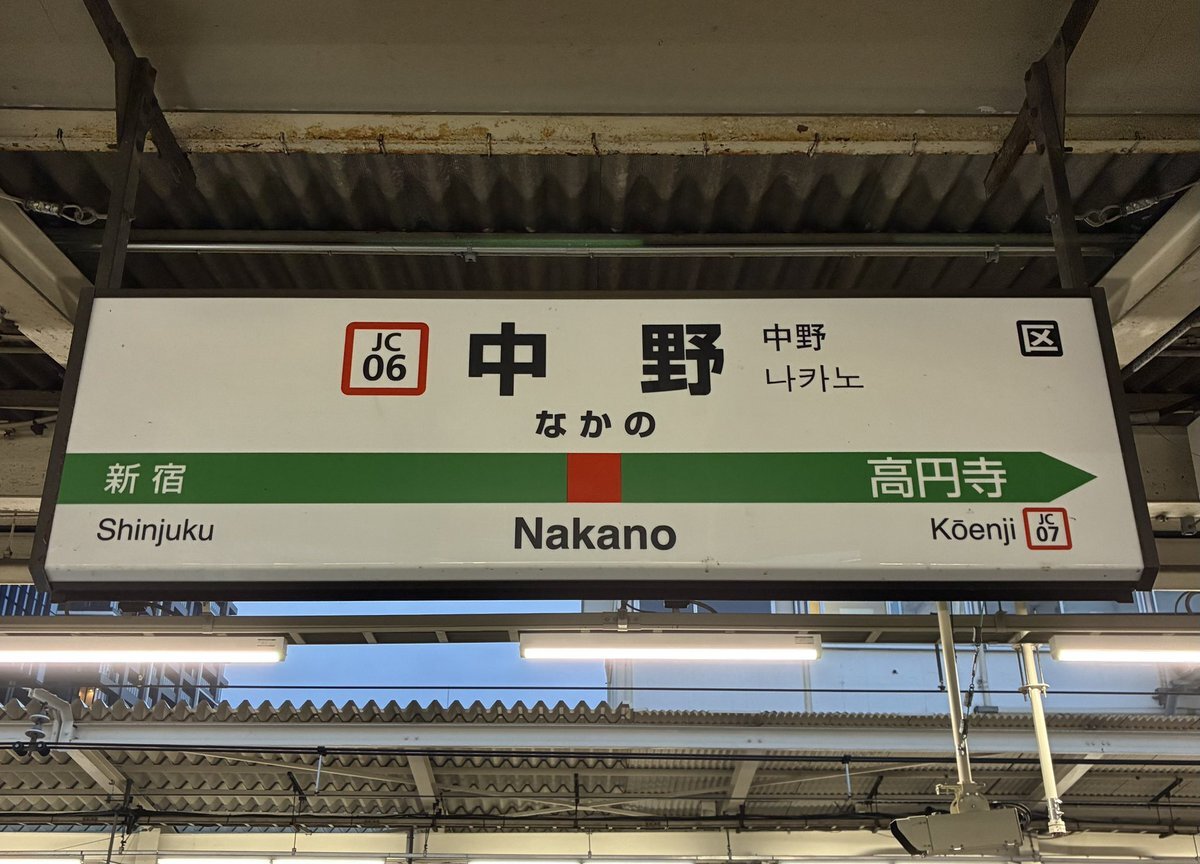 JC
06
中野
中野
나카노
区
なかの
新宿
高円寺
Shinjuku
Nakano
Kōenji
JC
07